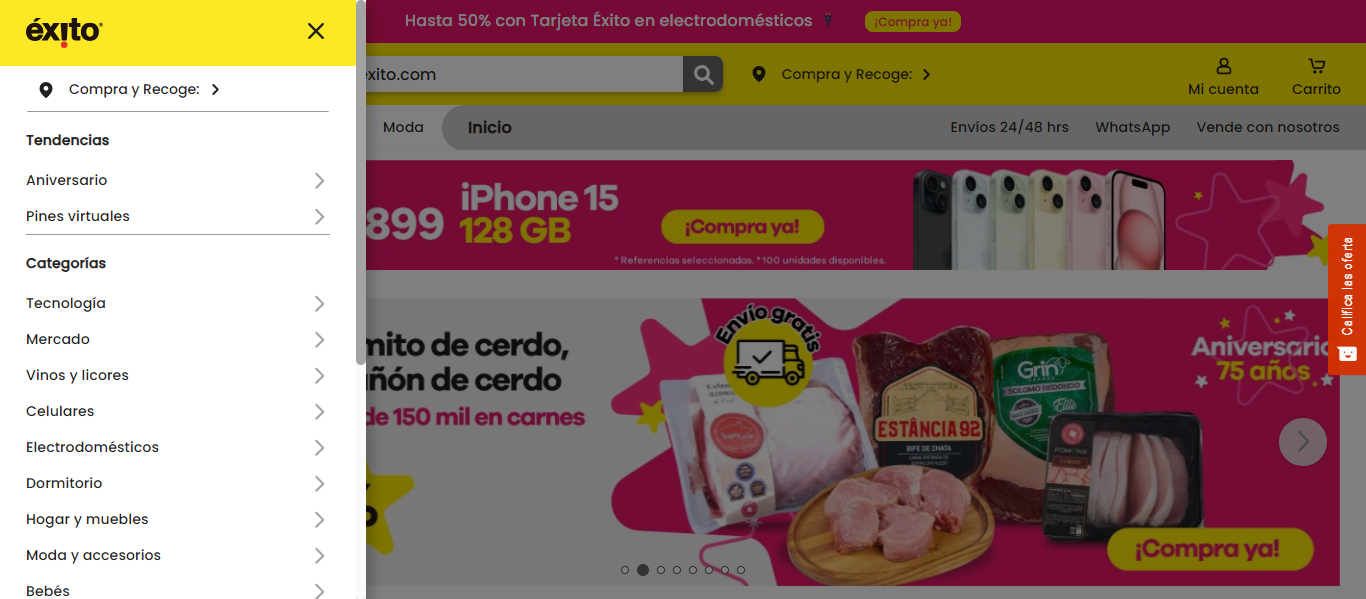 éxito
Compra y Recoge:
Tendencias
Aniversario
Pines virtuales
Categorías
Tecnología
Mercado
Vinos y licores
Celulares
Electrodomésticos
Dormitorio
Hogar y muebles
Moda y accesorios
Bebés
Hasta 50% con Tarjeta Éxito en electrodomésticos
¡Compra ya!
xito.com
Compra y Recoge:
Mi cuenta
Carrito
Moda
Inicio
Envíos 24/48 hrs
WhatsApp
Vende con nosotros
899
iPhone 15
128 GB
¡Compra ya!
* Referencias seleccionadas. *100 unidades disponibles.
mito de cerdo,
ñón de cerdo
de 150 mil en carnes
Envío gratis
ESTÂNCIA 92
BIFE DE CHATA
Grin
SOLOMO REDONDO
Elite
POMONA
Aniversario
75 años
¡Compra ya!
Califica las oferta